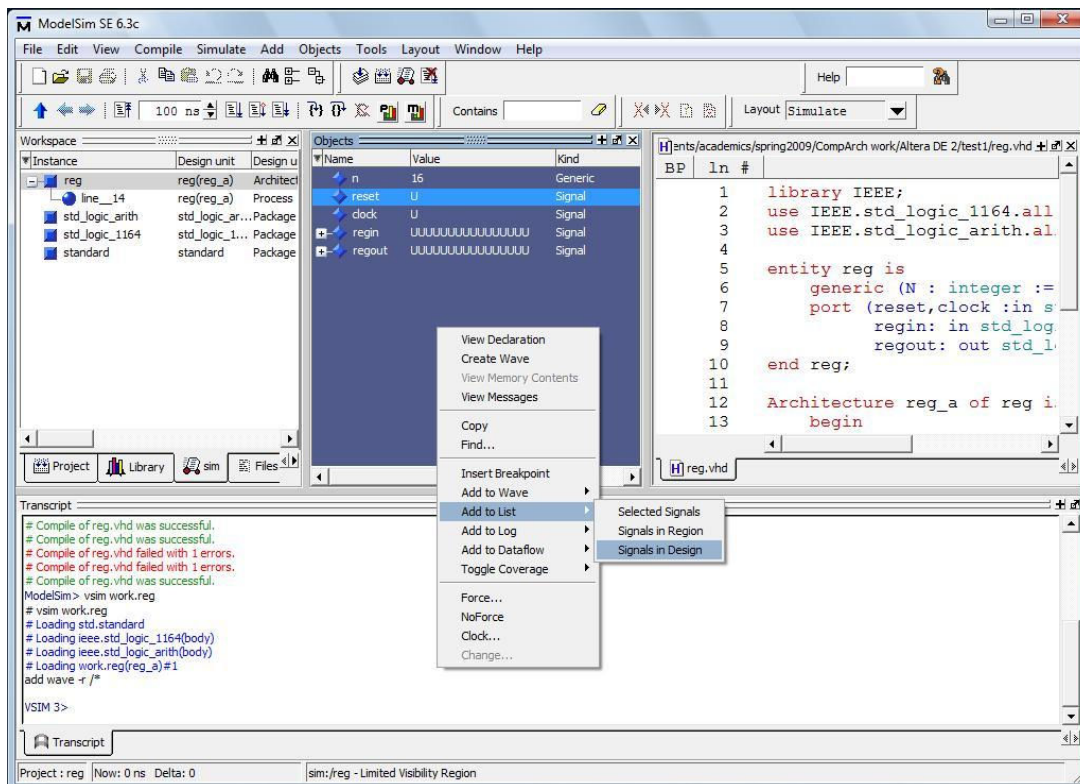 ModelSim SE 6.3c
File Edit View Compile Simulate Add Objects Tools Layout Window Help
Help
100 ns
Contains
Layout Simulate
Workspace
Instance Design unit Design u
reg reg(reg_a) Architect
line__14 reg(reg_a) Process
std_logic_arith std_logic_ar... Package
std_logic_1164 std_logic_1... Package
standard standard Package
Project Library sim Files
Objects
Name Value Kind
n 16 Generic
reset U Signal
clock U Signal
regin UUUUUUUUUUUUUUUU Signal
regout UUUUUUUUUUUUUUUU Signal
ents/academics/spring2009/CompArch work/Altera DE 2/test1/reg.vhd
BP ln #
1 library IEEE;
2 use IEEE.std_logic_1164.all
3 use IEEE.std_logic_arith.al
4
5 entity reg is
6 generic (N : integer :=
7 port (reset,clock :in s
8 regin: in std_log
9 regout: out std_l
10 end reg;
11
12 Architecture reg_a of reg i
13 begin
reg.vhd
View Declaration
Create Wave
View Memory Contents
View Messages
Copy
Find...
Insert Breakpoint
Add to Wave
Add to List
Add to Log
Add to Dataflow
Toggle Coverage
Force...
NoForce
Clock...
Change...
Selected Signals
Signals in Region
Signals in Design
Transcript
# Compile of reg.vhd was successful.
# Compile of reg.vhd was successful.
# Compile of reg.vhd failed with 1 errors.
# Compile of reg.vhd failed with 1 errors.
# Compile of reg.vhd was successful.
ModelSim> vsim work.reg
# vsim work.reg
# Loading std.standard
# Loading ieee.std_logic_1164(body)
# Loading ieee.std_logic_arith(body)
# Loading work.reg(reg_a)#1
add wave -r /*
VSIM 3>
Transcript
Project : reg Now: 0 ns Delta: 0 sim:/reg - Limited Visibility Region